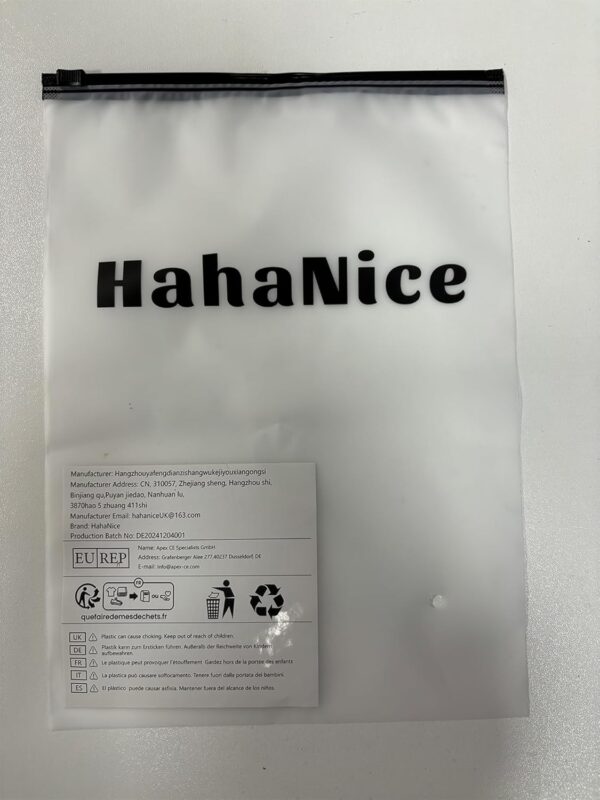 HahaNice
Manufacturer: Hangzhouyafengdianzishangwukejiyouxiangongsi
Manufacturer Address: CN, 310057, Zhejiang sheng, Hangzhou shi,
Binjiang qu,Puyan jiedao, Nanhuan lu,
3870hao 5 zhuang 411shi
Manufacturer Email: hahaniceUK@163.com
Brand: HahaNice
Production Batch No: DE20241204001
EU REP
Name: Apex CE Specialists GmbH
Address: Grafenberger Alee 277,40237 Dusseldorf, DE
E-mail: Info@apex-ce.com
FR
OU
quefairedemesdechets.fr
UK Plastic can cause choking. Keep out of reach of children.
DE Plastik kann zum Ersticken führen. Außeralb der Reichweite von Kindern
aufbewahren.
FR Le plastique peut provoquer l'étouffement. Gardez hors de la portée des enfants.
IT La plastica può causare soffocamento. Tenere fuori dalla portata dei bambini.
ES El plástico puede causar asfixia. Mantener fuera del alcance de los niños.